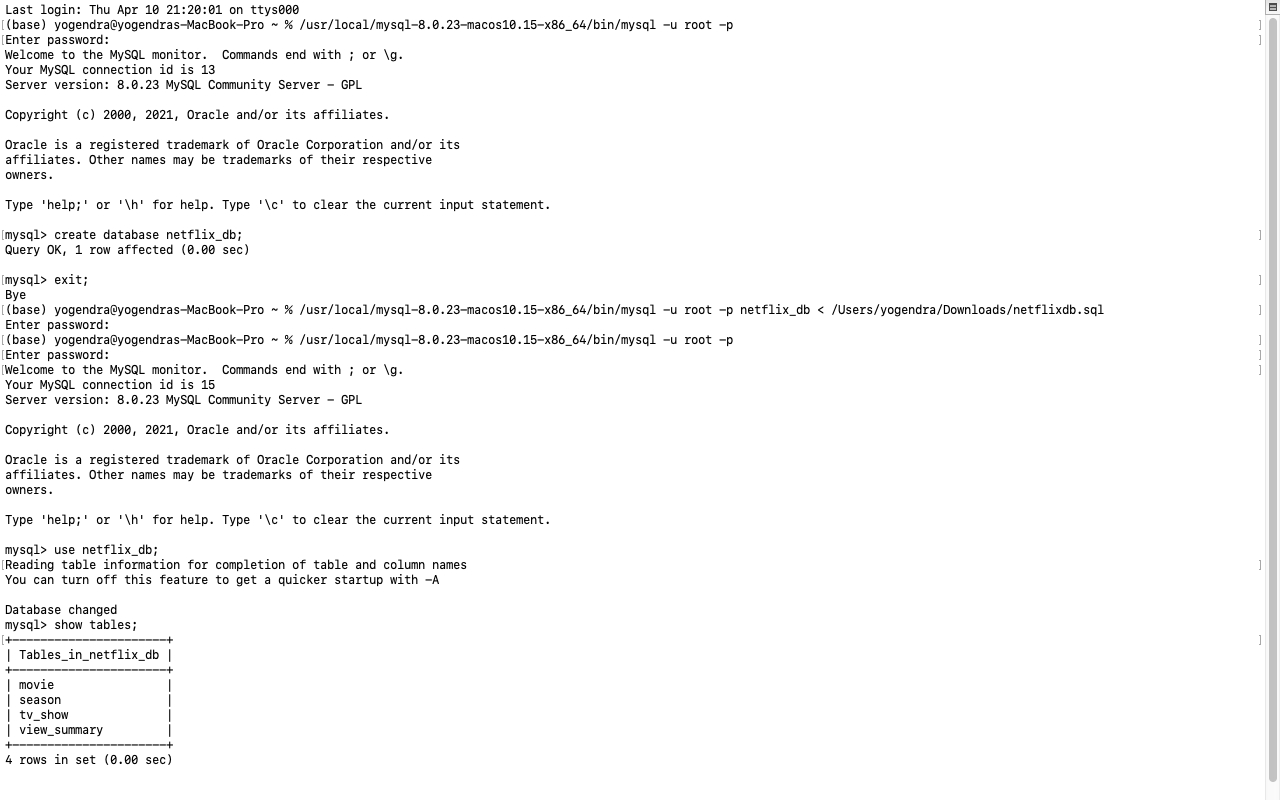 Last login: Thu Apr 10 21:20:01 on ttys000
[(base) yogendra@yogendras-MacBook-Pro ~ % /usr/local/mysql-8.0.23-macos10.15-x86_64/bin/mysql -u root -p ]
[Enter password: ]
Welcome to the MySQL monitor.  Commands end with ; or \g.
Your MySQL connection id is 13
Server version: 8.0.23 MySQL Community Server - GPL

Copyright (c) 2000, 2021, Oracle and/or its affiliates.

Oracle is a registered trademark of Oracle Corporation and/or its
affiliates. Other names may be trademarks of their respective
owners.

Type 'help;' or '\h' for help. Type '\c' to clear the current input statement.

[mysql> create database netflix_db; ]
Query OK, 1 row affected (0.00 sec)

[mysql> exit; ]
Bye
[(base) yogendra@yogendras-MacBook-Pro ~ % /usr/local/mysql-8.0.23-macos10.15-x86_64/bin/mysql -u root -p netflix_db < /Users/yogendra/Downloads/netflixdb.sql ]
Enter password:
[(base) yogendra@yogendras-MacBook-Pro ~ % /usr/local/mysql-8.0.23-macos10.15-x86_64/bin/mysql -u root -p ]
[Enter password: ]
[Welcome to the MySQL monitor.  Commands end with ; or \g. ]
Your MySQL connection id is 15
Server version: 8.0.23 MySQL Community Server - GPL

Copyright (c) 2000, 2021, Oracle and/or its affiliates.

Oracle is a registered trademark of Oracle Corporation and/or its
affiliates. Other names may be trademarks of their respective
owners.

Type 'help;' or '\h' for help. Type '\c' to clear the current input statement.

mysql> use netflix_db;
[Reading table information for completion of table and column names ]
You can turn off this feature to get a quicker startup with -A

Database changed
mysql> show tables;
[+----------------------+ ]
| Tables_in_netflix_db |
+----------------------+
| movie                |
| season               |
| tv_show              |
| view_summary         |
+----------------------+
4 rows in set (0.00 sec)